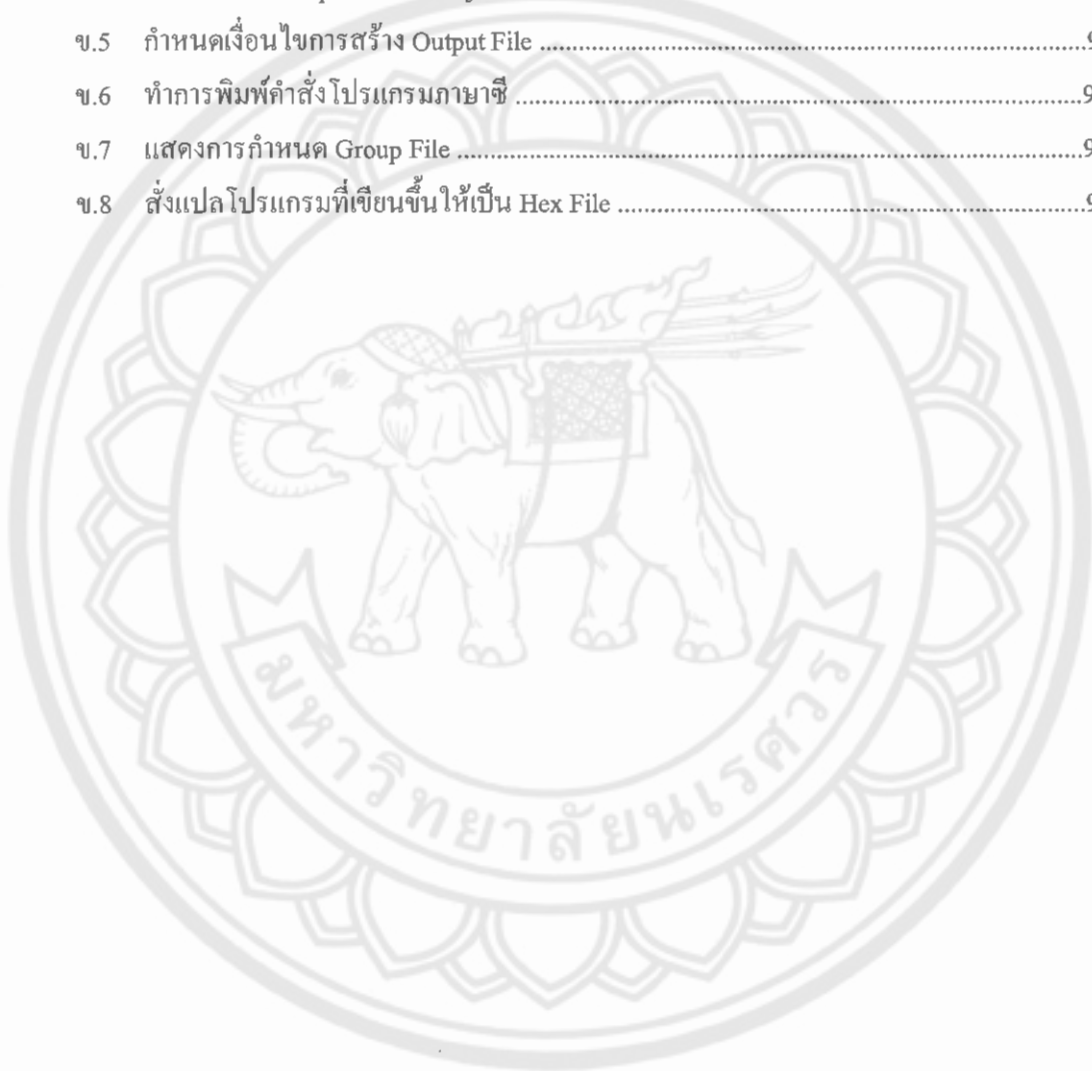 ข.5 กำหนดเงื่อนไขการสร้าง Output File ................................................................................
ข.6 ทำการพิมพ์คำสั่งโปรแกรมภาษาซี ................................................................................9
ข.7 แสดงการกำหนด Group File ................................................................................9
ข.8 สั่งแปลโปรแกรมที่เขียนขึ้นให้เป็น Hex File ................................................................................
มหาวิทยาลัยนเรศวร